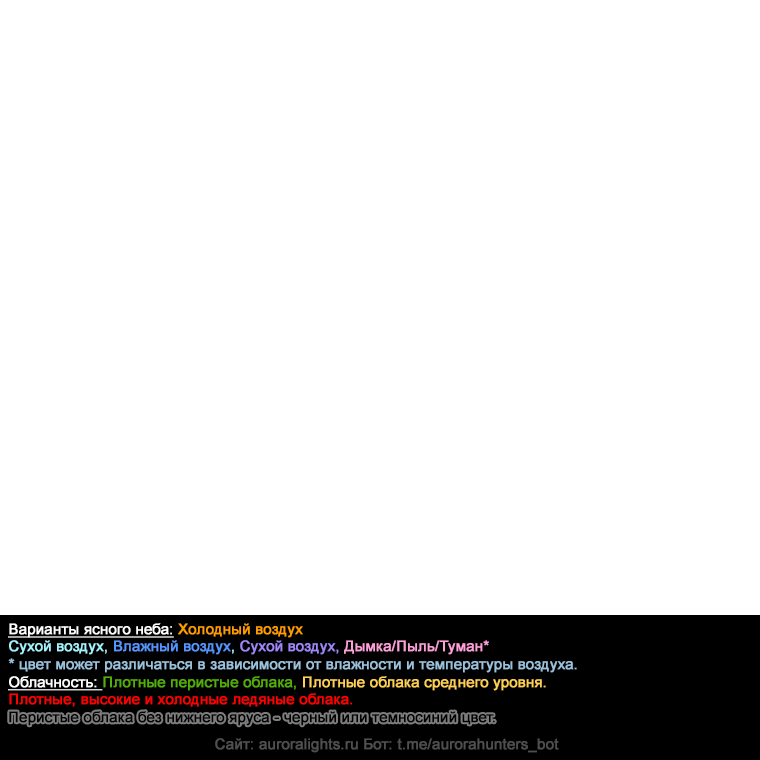 Варианты ясного неба: Холодный воздух
Сухой воздух, Влажный воздух, Сухой воздух, Дымка/Пыль/Туман*
* цвет может различаться в зависимости от влажности и температуры воздуха.
Облачность: Плотные перистые облака, Плотные облака среднего уровня.
Плотные, высокие и холодные ледяные облака.
Перистые облака без нижнего яруса - черный или темносиний цвет.
Сайт: auroralights.ru Бот: t.me/aurorahunters_bot